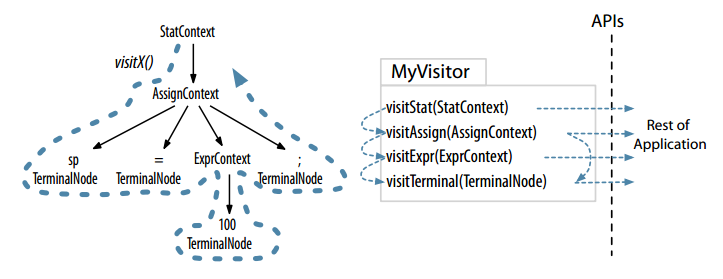 StatContext
visitX()
AssignContext
sp
TerminalNode
=
TerminalNode
ExprContext
;
TerminalNode
100
TerminalNode
MyVisitor
visitStat(StatContext)
visitAssign(AssignContext)
visitExpr(ExprContext)
visitTerminal(TerminalNode)
APIs
Rest of
Application